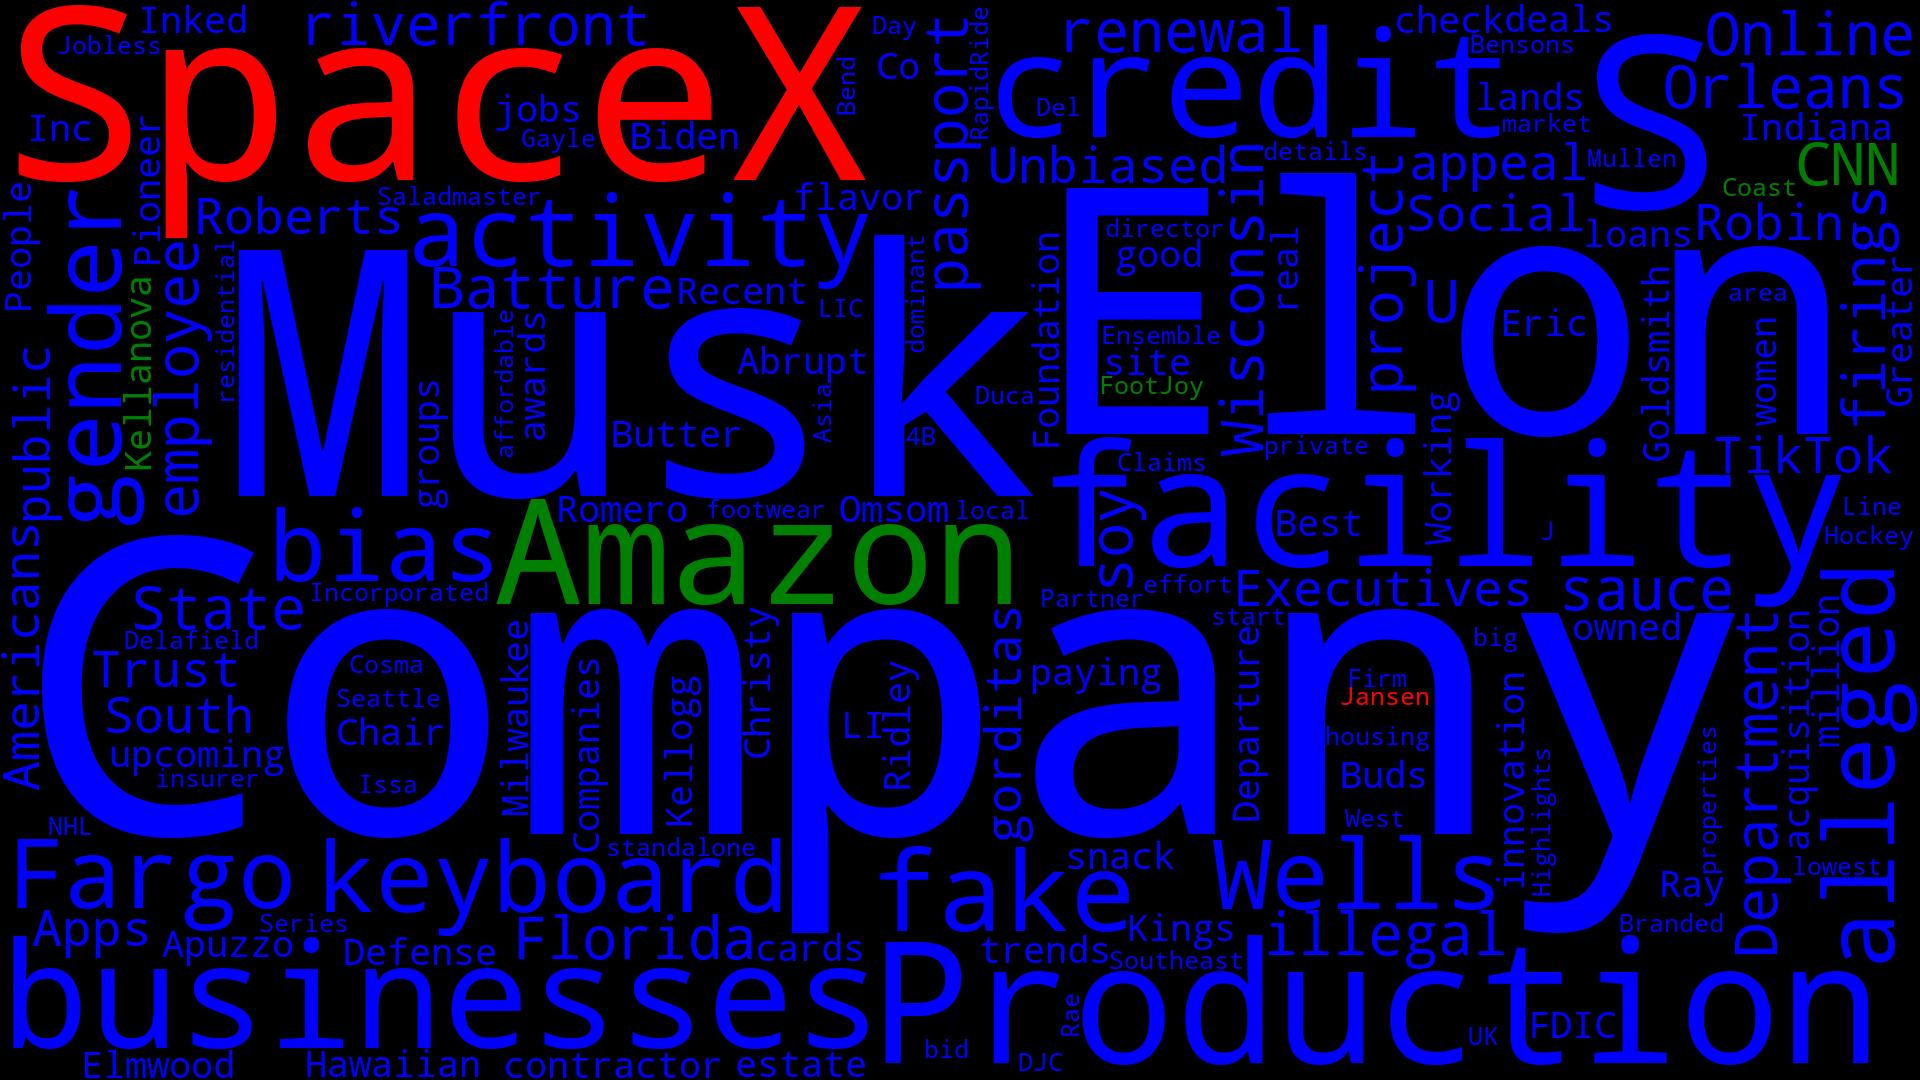 SpaceX
Inked
Jobless
riverfront
Day
Co
passport
RapidRide
renewal
checkdeals
Bensons
Online
Orleans
credit
S
Inc
jobs
Gayle
Biden
Bend
Del
lands
market
Indiana
CNN
Pioneer
Unbiased
details
appeal
Mullen
Coast
People
gender
Roberts
Saladmaster
activity
flavor
Wisconsin
project
Social
loans
Robin
firings
Kellanova
employee
residential
Musk
Batture
Recent
LIC
dominant
Foundation
Elon
director
good
real
U
Eric
Goldsmith
area
women
Greater
public
groups
affordable
awards
Abrupt
Asia
Butter
4B
Duca
Ensemble
site
FootJoy
private
Working
TikTok
Americans
bias
Amazon
Romero
footwear
Omsom
local
soy
Claims
facility
Best
J
Line
Hockey
Company
State
Incorporated
Partner
effort
Executives
start
sauce
owned
alleged
Delafield
Trust
South
upcoming
insurer
Cosma
Seattle
Chair
Issa
Milwaukee
Companies
Kellogg
Christy
LI
Ridley
gorditas
paying
Departure
big
Firm
Jansen
housing
Buds
West
innovation
Highlights
properties
Department
acquisition
million
NHL
Fargo
keyboard
standalone
fake
snack
Wells
Ray
lowest
Apps
Series
Apuzzo
Defense
Florida
cards
trends
Kings
Southeast
illegal
Branded
businesses
Production
bid
DJC
Rae
UK
FDIC
Elmwood
Hawaiian
contractor
estate